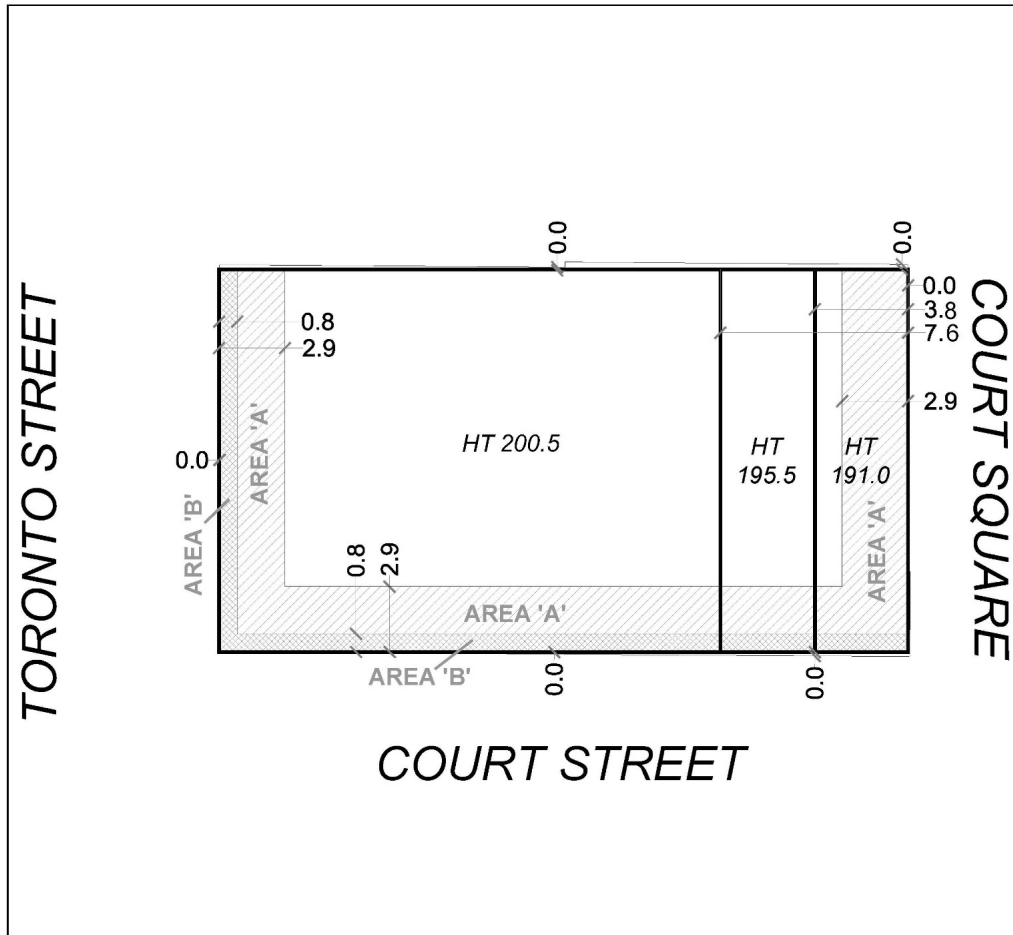 0.0
0.0
0.0
3.8
7.6
2.9
0.8
2.9
TORONTO STREET
COURT SQUARE
0.0
AREA 'B'
AREA 'A'
HT 200.5
HT
195.5
HT
191.0
AREA 'A'
0.8
2.9
AREA 'A'
AREA 'B'
0.0
0.0
COURT STREET